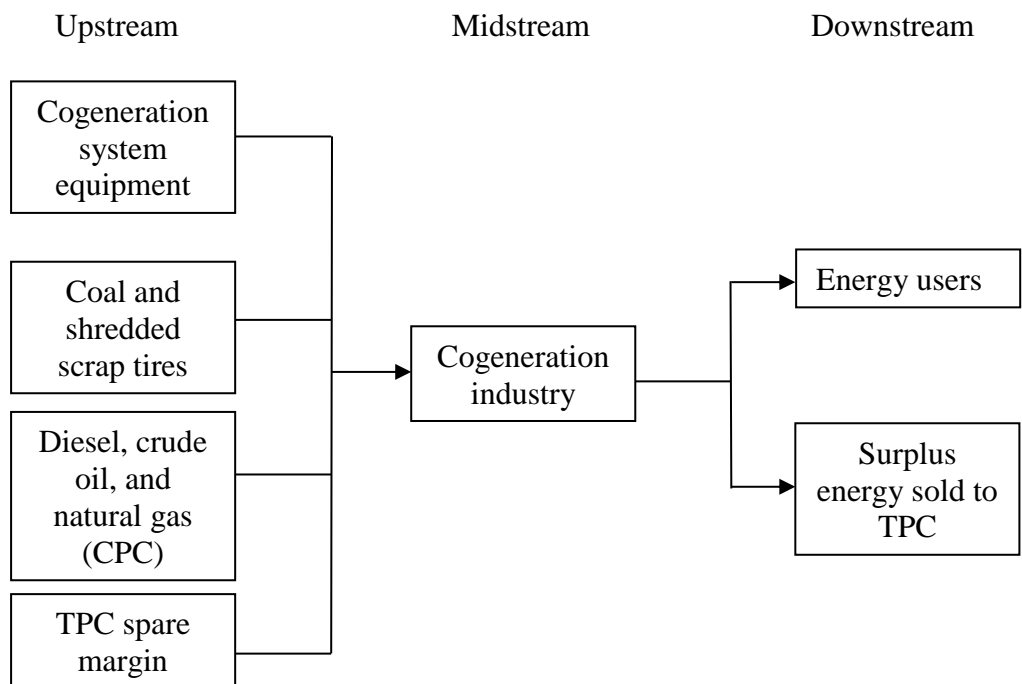 Upstream
Midstream
Downstream
Cogeneration
system
equipment
Coal and
shredded
scrap tires
Diesel, crude
oil, and
natural gas
(CPC)
TPC spare
margin
Cogeneration
industry
Energy users
Surplus
energy sold to
TPC